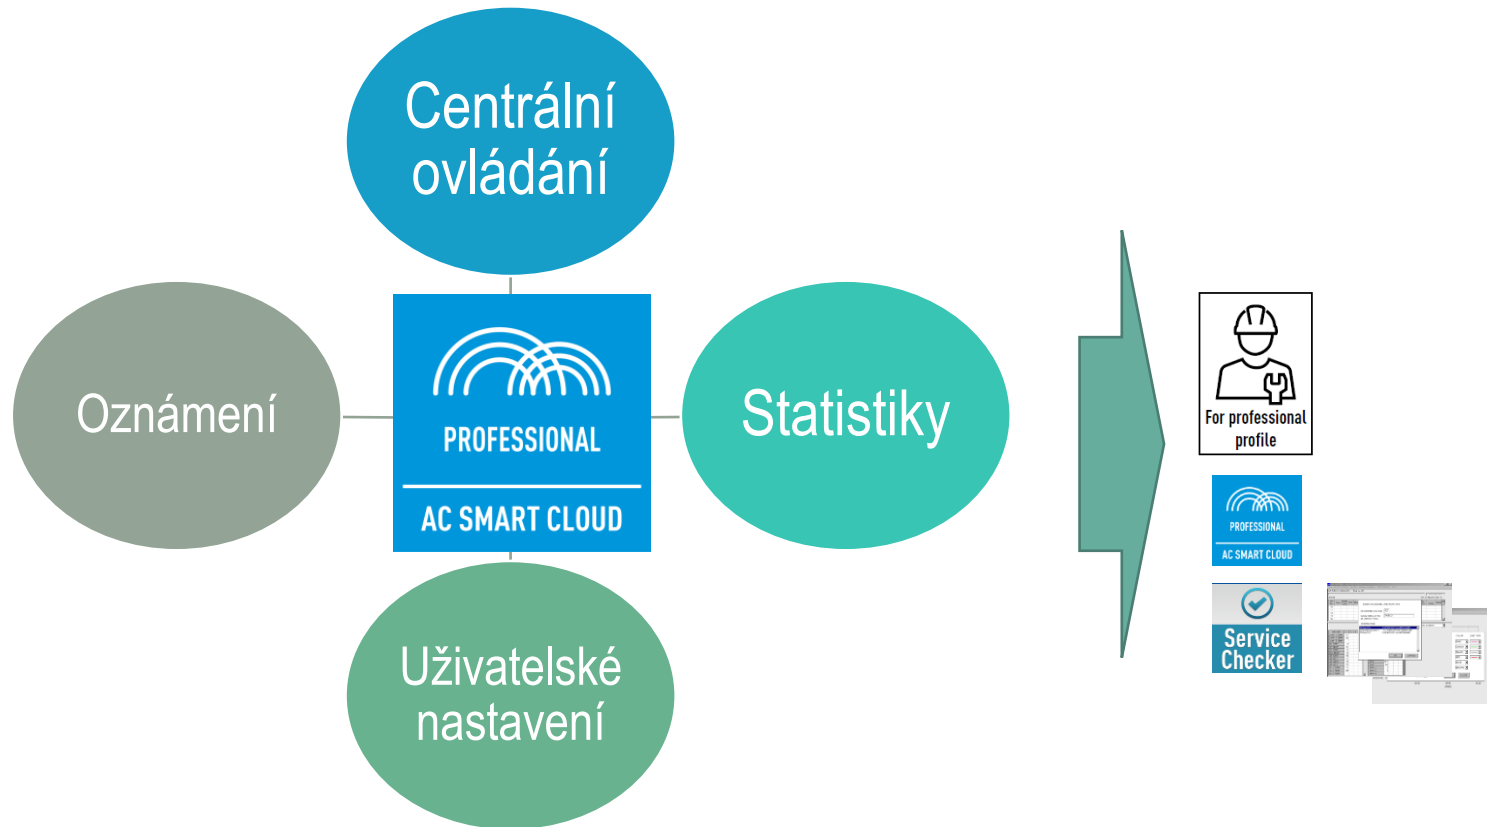 Centrální
ovládání
Oznámení
PROFESSIONAL
AC SMART CLOUD
Statistiky
Uživatelské
nastavení
For professional
profile
PROFESSIONAL
AC SMART CLOUD
Service
Checker